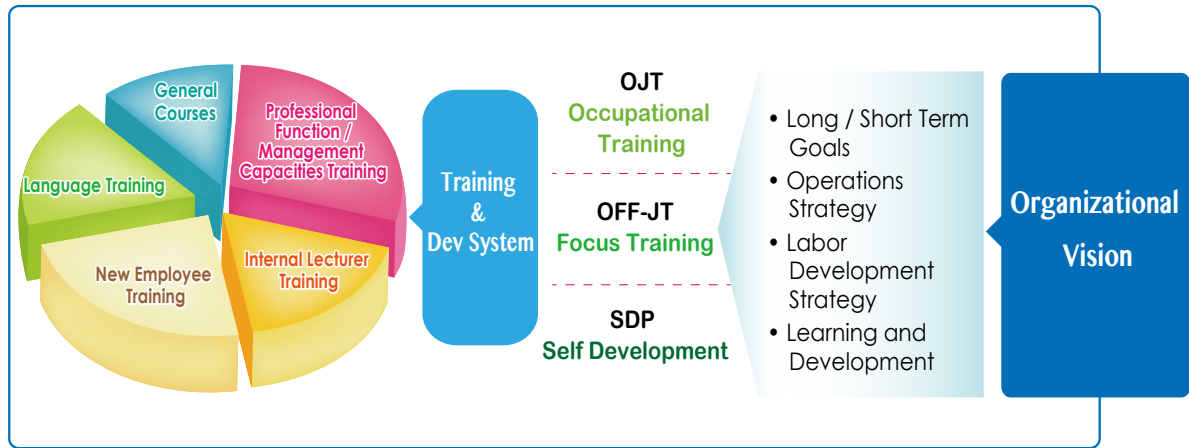 General
Courses
Professional
Function /
Management
Capacities Training
Language Training
New Employee
Training
Internal Lecturer
Training
Training
&
Dev System
OJT
Occupational
Training
OFF-JT
Focus Training
SDP
Self Development
• Long / Short Term
Goals
• Operations
Strategy
• Labor
Development
Strategy
• Learning and
Development
Organizational
Vision